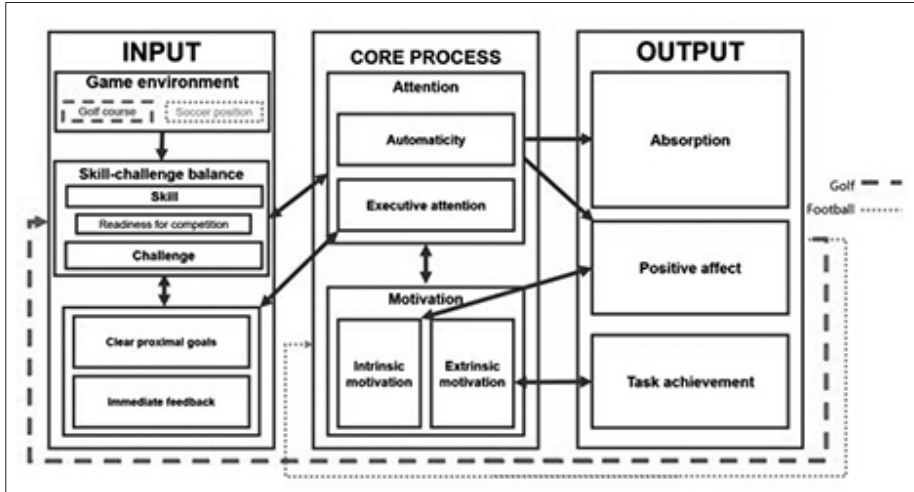 INPUT
Game environment
Golf course
Soccer position
Skill-challenge balance
Skill
Readiness for competition
Challenge
Clear proximal goals
Immediate feedback
CORE PROCESS
Attention
Automaticity
Executive attention
Motivation
Intrinsic
motivation
Extrinsic
motivation
OUTPUT
Absorption
Positive affect
Task achievement
Golf
Football